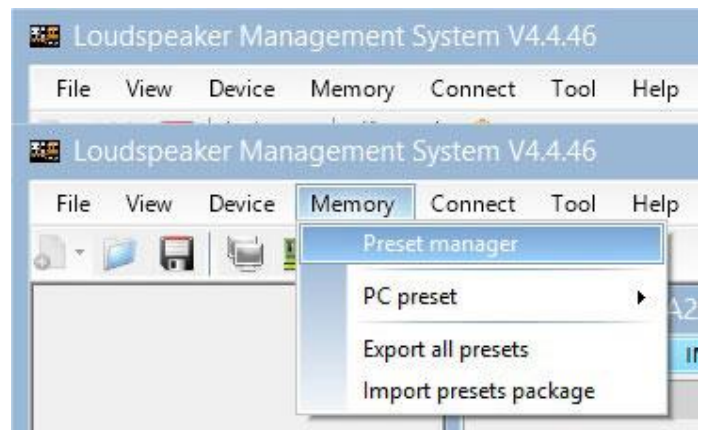 Loudspeaker Management System V4.4.46
File View Device Memory Connect Tool Help
Loudspeaker Management System V4.4.46
File View Device Memory Connect Tool Help
Preset manager
PC preset
A2
Export all presets
Import presets package